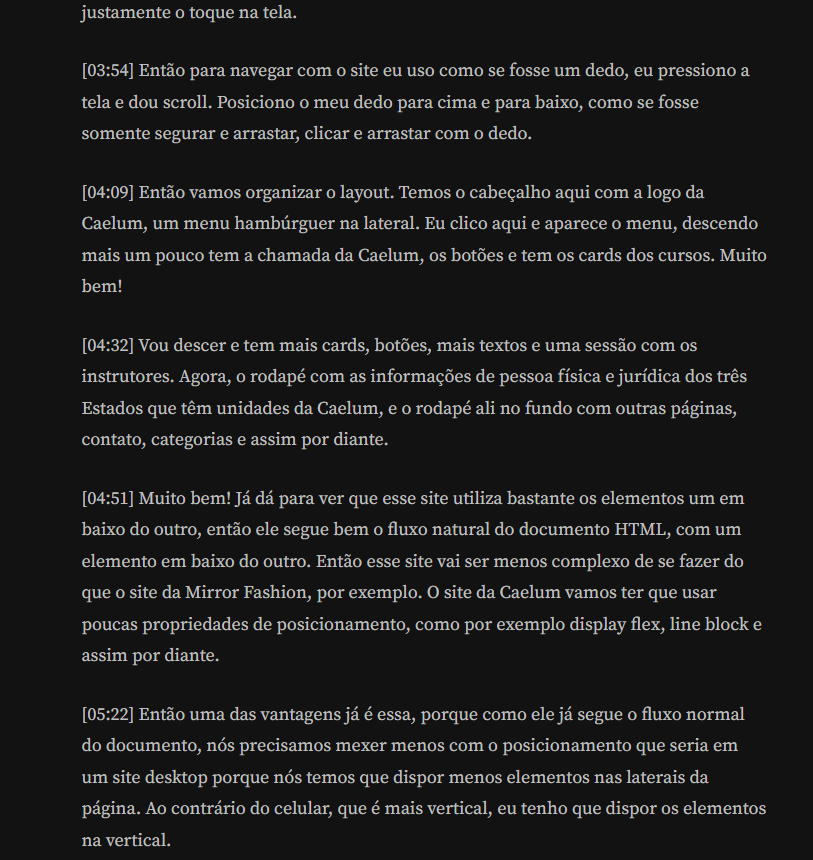 justamente o toque na tela.
[03:54] Então para navegar com o site eu uso como se fosse um dedo, eu pressiono a
tela e dou scroll. Posiciono o meu dedo para cima e para baixo, como se fosse
somente segurar e arrastar, clicar e arrastar com o dedo.
[04:09] Então vamos organizar o layout. Temos o cabeçalho aqui com a logo da
Caelum, um menu hambúrguer na lateral. Eu clico aqui e aparece o menu, descendo
mais um pouco tem a chamada da Caelum, os botões e tem os cards dos cursos. Muito
bem!
[04:32] Vou descer e tem mais cards, botões, mais textos e uma sessão com os
instrutores. Agora, o rodapé com as informações de pessoa física e jurídica dos três
Estados que têm unidades da Caelum, e o rodapé ali no fundo com outras páginas,
contato, categorias e assim por diante.
[04:51] Muito bem! Já dá para ver que esse site utiliza bastante os elementos um em
baixo do outro, então ele segue bem o fluxo natural do documento HTML, com um
elemento em baixo do outro. Então esse site vai ser menos complexo de se fazer do
que o site da Mirror Fashion, por exemplo. O site da Caelum vamos ter que usar
poucas propriedades de posicionamento, como por exemplo display flex, line block e
assim por diante.
[05:22] Então uma das vantagens já é essa, porque como ele já segue o fluxo normal
do documento, nós precisamos mexer menos com o posicionamento que seria em
um site desktop porque nós temos que dispor menos elementos nas laterais da
página. Ao contrário do celular, que é mais vertical, eu tenho que dispor os elementos
na vertical.